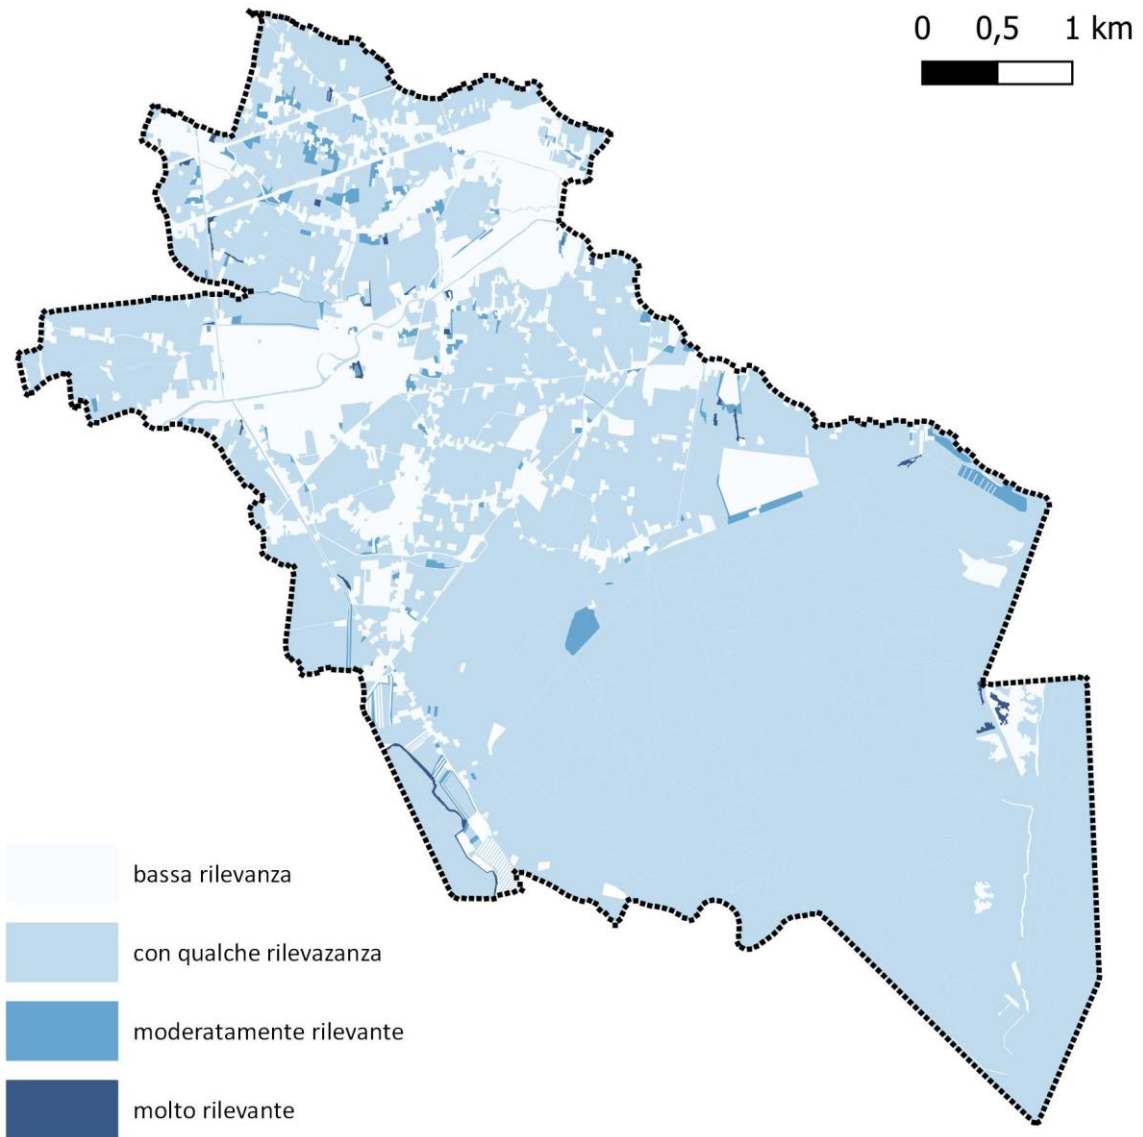 0 0,5 1 km
bassa rilevanza
con qualche rilevazanza
moderatamente rilevante
molto rilevante